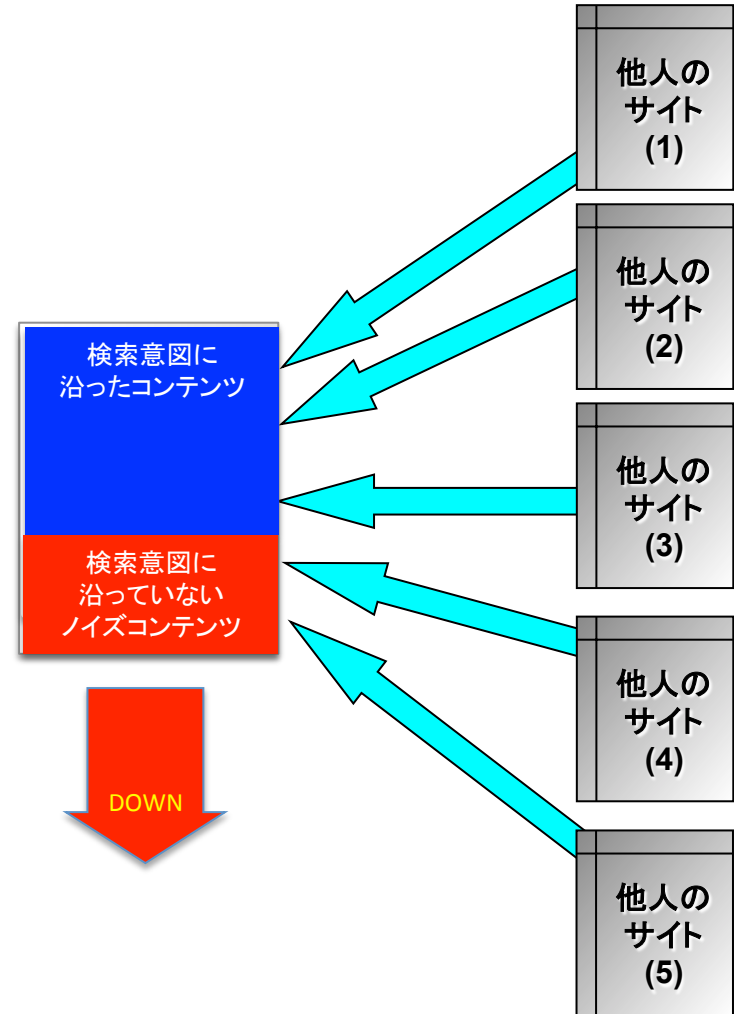 他人の
サイト
(1)
他人の
サイト
(2)
検索意図に
沿ったコンテンツ
他人の
サイト
(3)
検索意図に
沿っていない
ノイズコンテンツ
他人の
サイト
(4)
DOWN
他人の
サイト
(5)